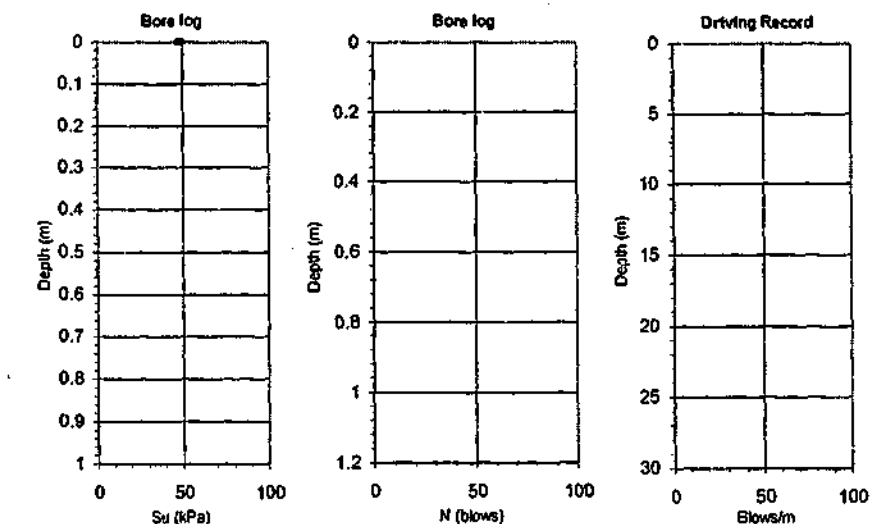 Bore log
0
0.1
0.2
0.3
0.4
0.5
0.6
0.7
0.8
0.9
1
Depth (m)
0 50 100
Su (kPa)
Bore log
0
0.2
0.4
0.6
0.8
1
1.2
Depth (m)
0 50 100
N' (blows)
Driving Record
0
5
10
15
20
25
30
Depth (m)
0 50 100
Blows/m